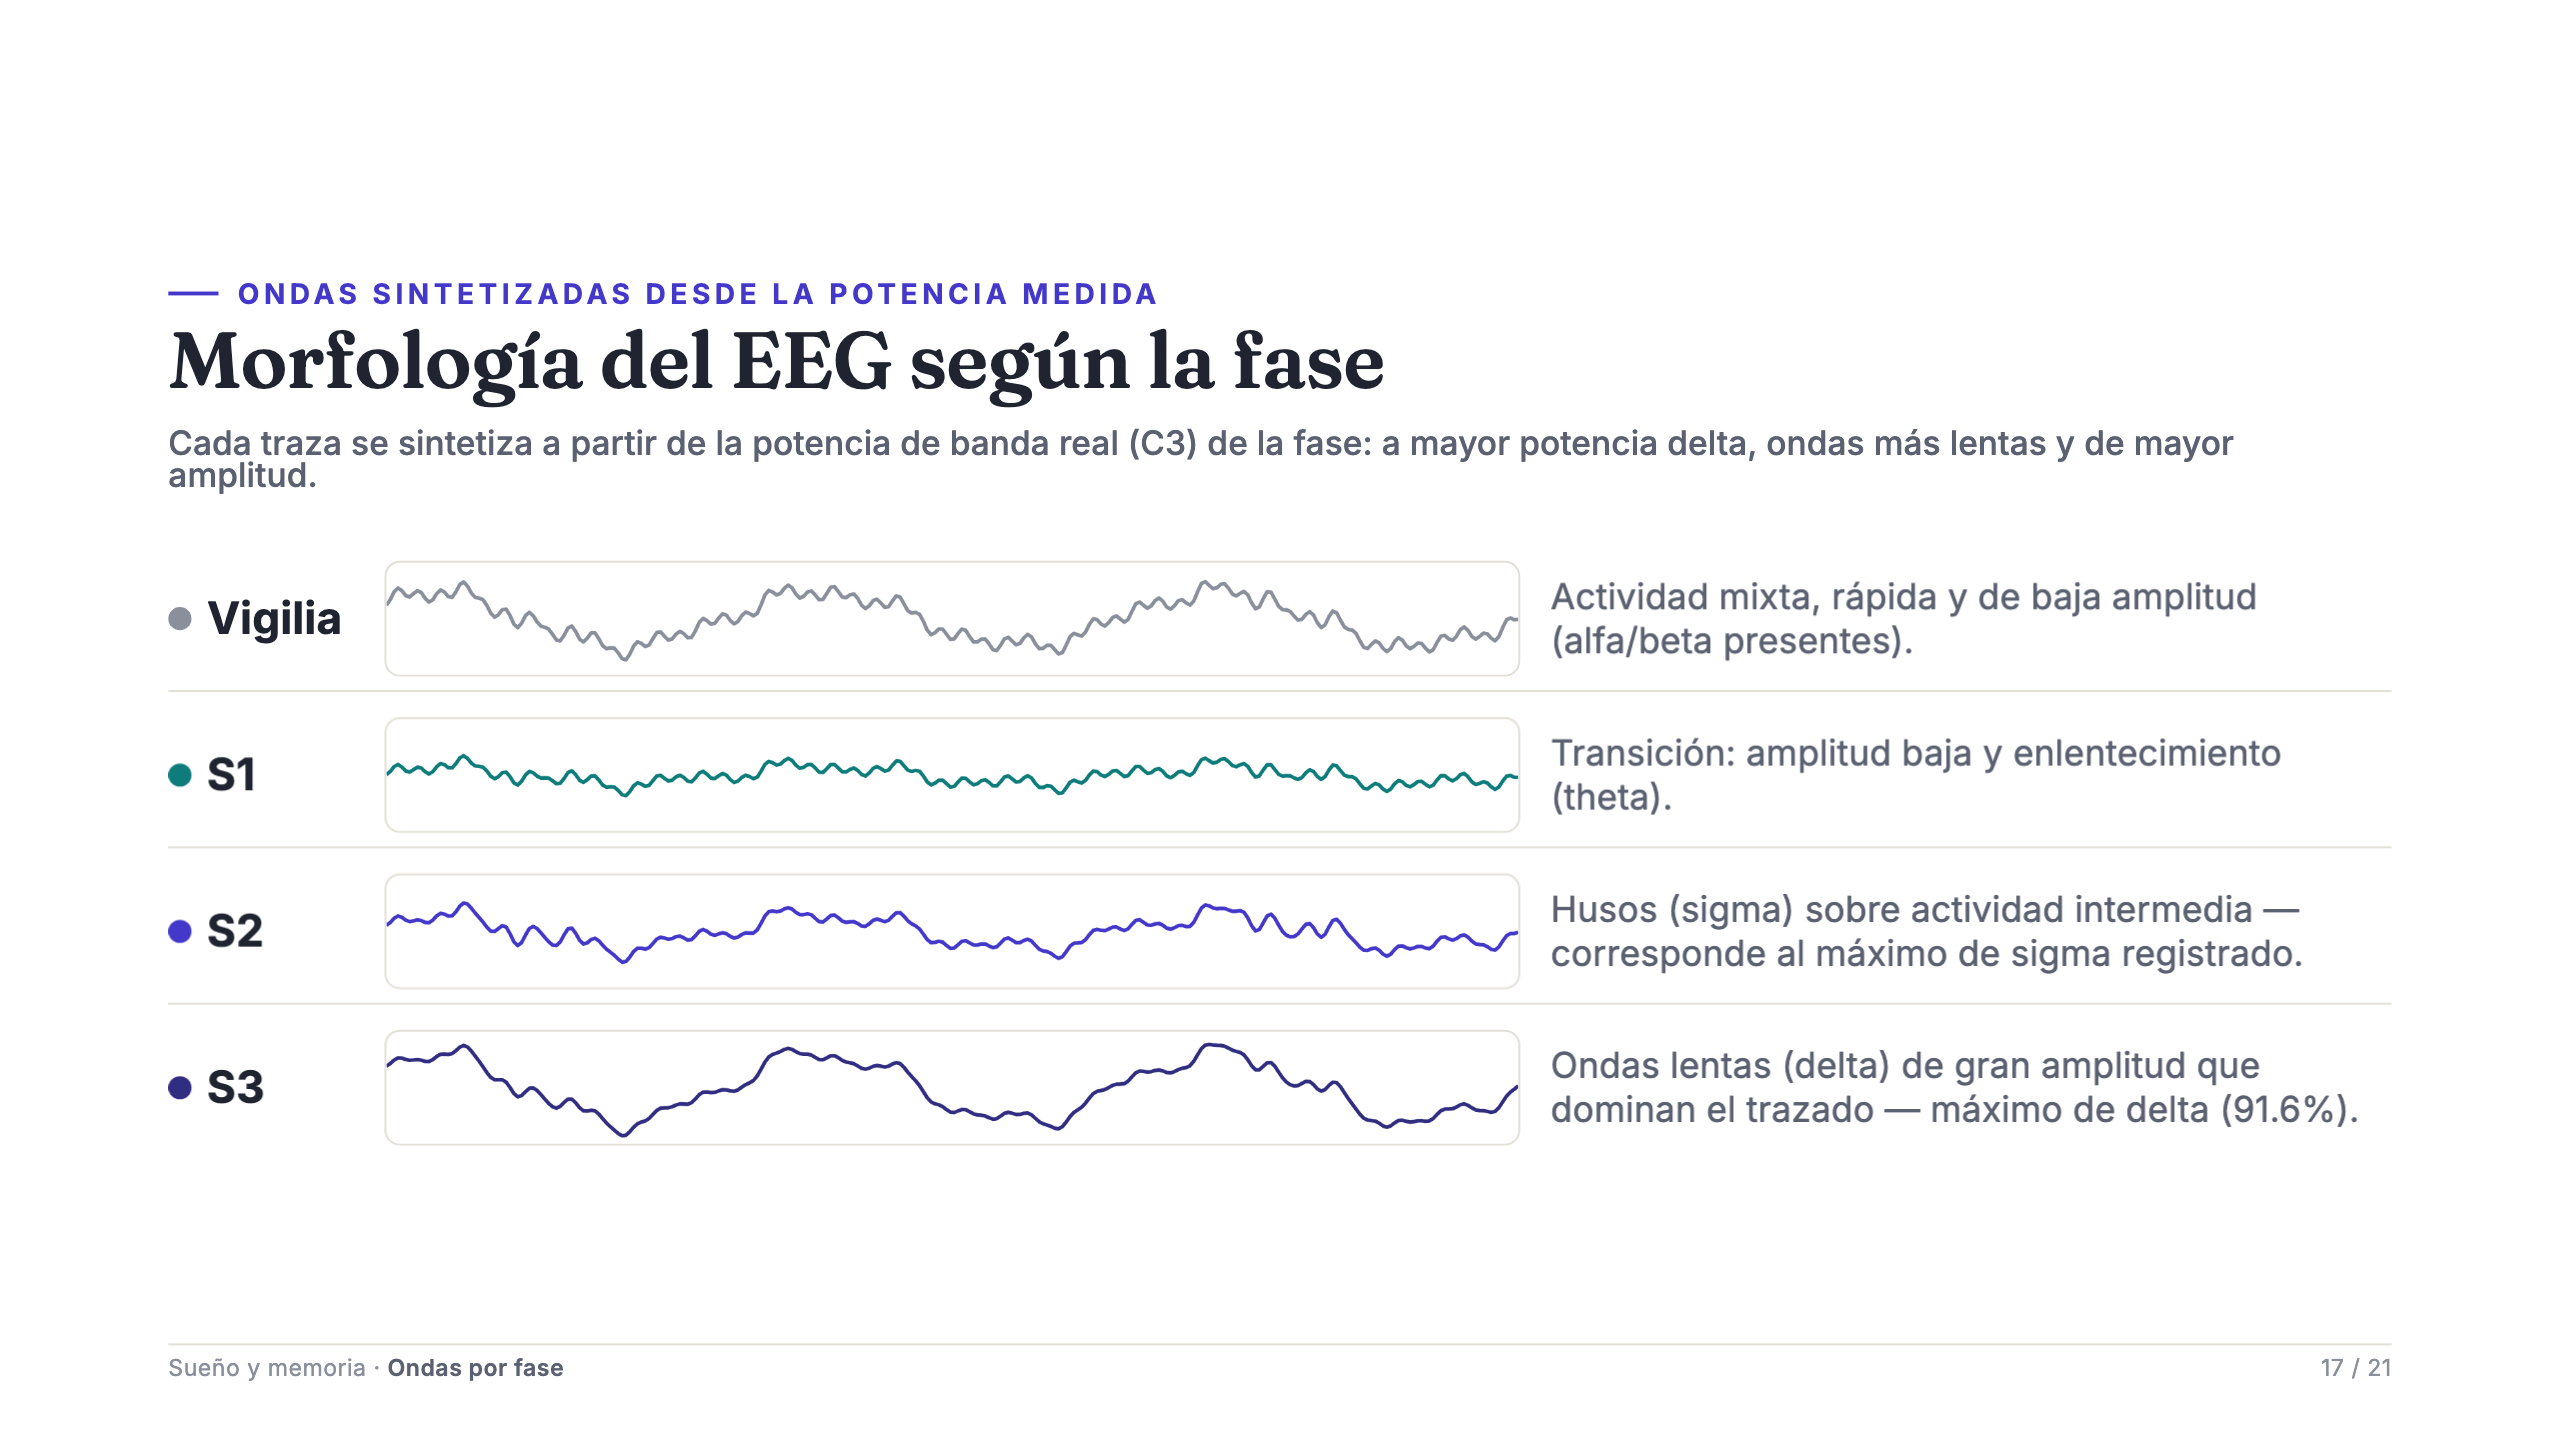 ONDAS SINTETIZADAS DESDE LA POTENCIA MEDIDA
Morfología del EEG según la fase
Cada traza se sintetiza a partir de la potencia de banda real (C3) de la fase: a mayor potencia delta, ondas más lentas y de mayor
amplitud.
Vigilia
Actividad mixta, rápida y de baja amplitud
(alfa/beta presentes).
S1
Transición: amplitud baja y enlentecimiento
(theta).
S2
Husos (sigma) sobre actividad intermedia —
corresponde al máximo de sigma registrado.
S3
Ondas lentas (delta) de gran amplitud que
dominan el trazado — máximo de delta (91.6%).
Sueño y memoria · Ondas por fase
17 / 21